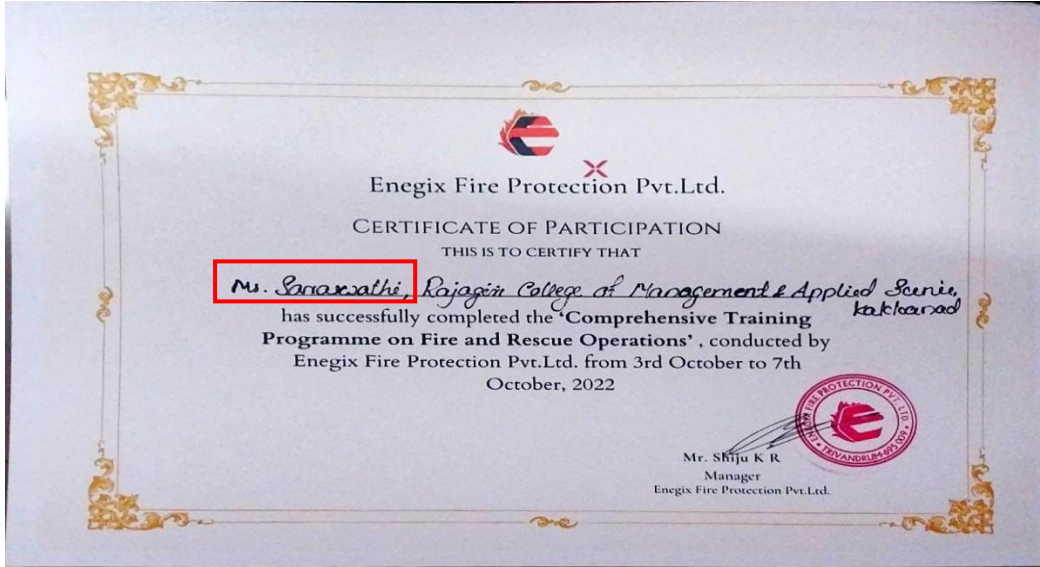 Enegix Fire Protection Pvt.Ltd.
CERTIFICATE OF PARTICIPATION
THIS IS TO CERTIFY THAT
Ms. Saraswathi, Rajagiri College of Management & Applied Science,
kakkanad
has successfully completed the 'Comprehensive Training
Programme on Fire and Rescue Operations' , conducted by
Enegix Fire Protection Pvt.Ltd. from 3rd October to 7th
October, 2022
ENEGIX FIRE PROTECTION PVT. LTD. TRIVANDRUM-695 009
Mr. Shiju K R
Manager
Enegix Fire Protection Pvt.Ltd.